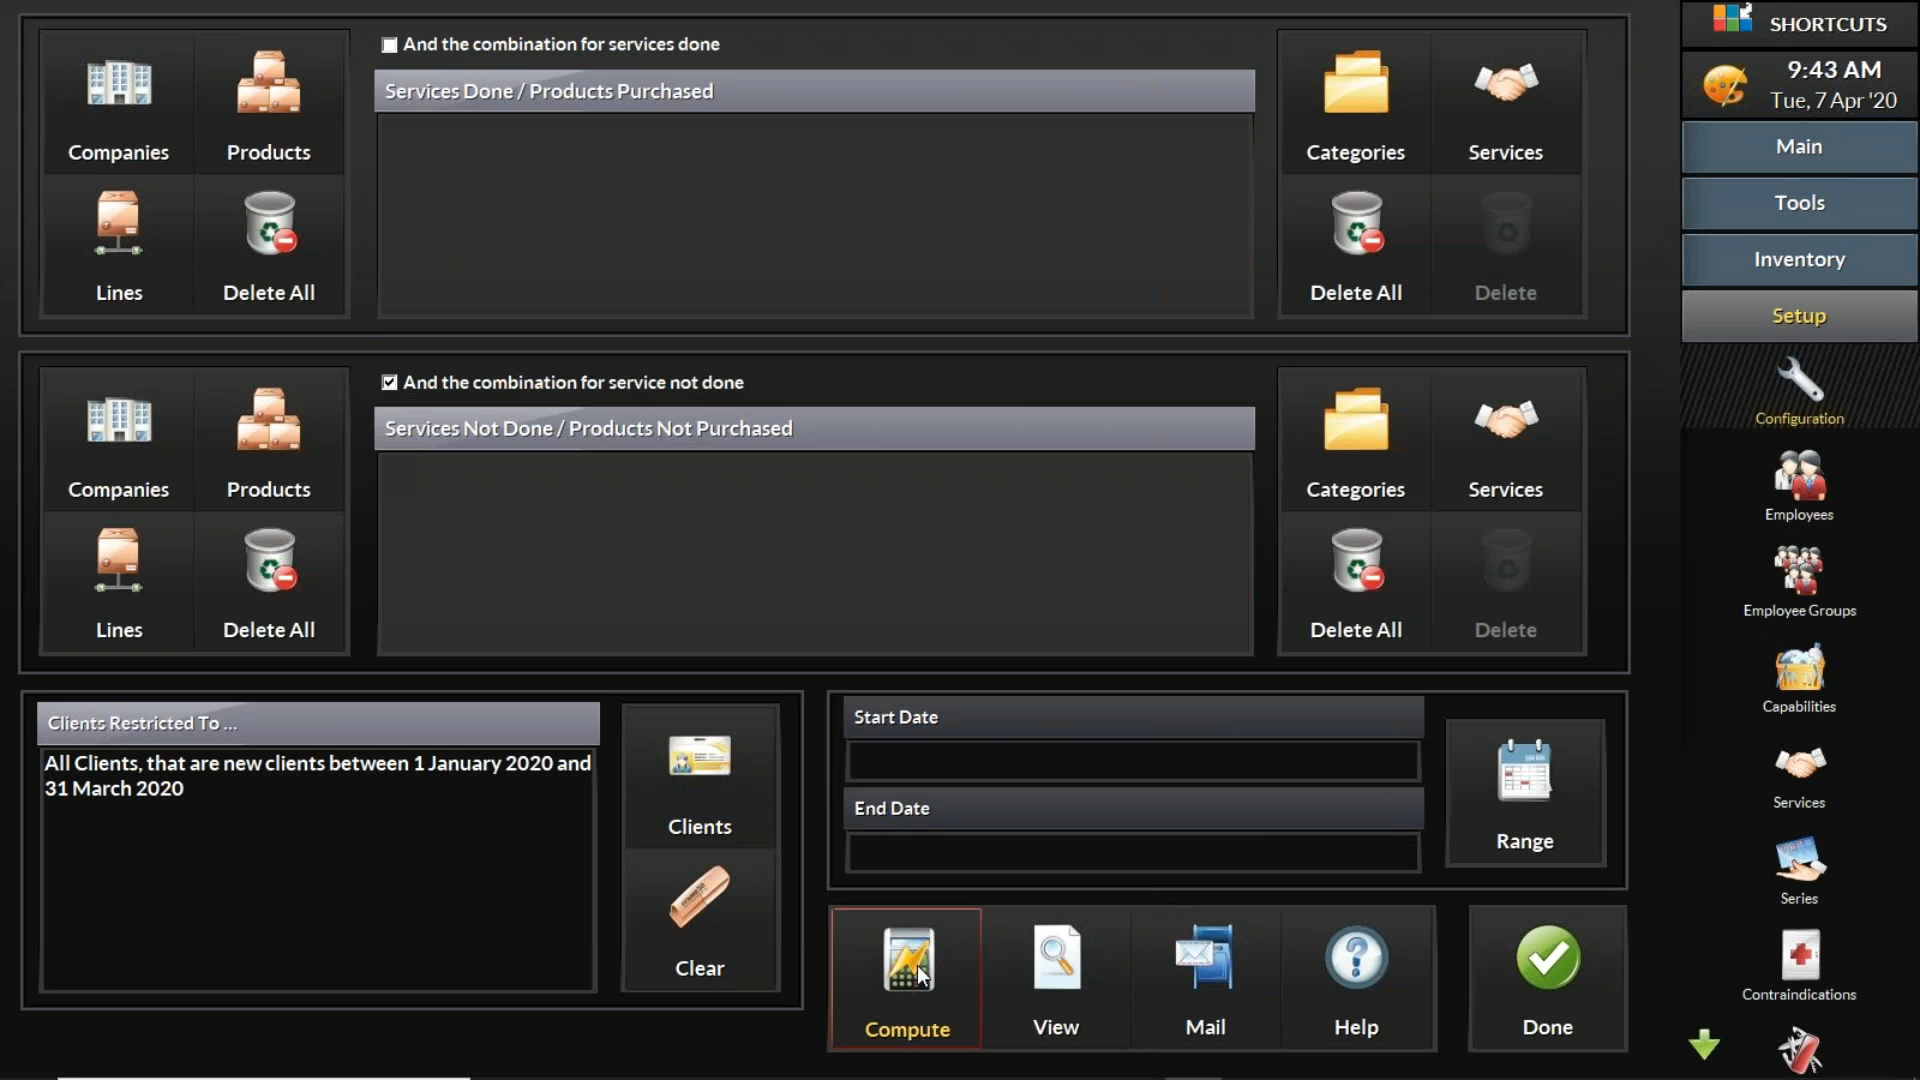 And the combination for services done
Services Done / Products Purchased
Companies
Products
Lines
Delete All
Categories
Services
Delete All
Delete
And the combination for service not done
Services Not Done / Products Not Purchased
Companies
Products
Lines
Delete All
Categories
Services
Delete All
Delete
Clients Restricted To ...
All Clients, that are new clients between 1 January 2020 and
31 March 2020
Clients
Clear
Start Date
End Date
Range
Compute
View
Mail
Help
Done
SHORTCUTS
9:43 AM
Tue, 7 Apr '20
Main
Tools
Inventory
Setup
Configuration
Employees
Employee Groups
Capabilities
Services
Series
Contraindications